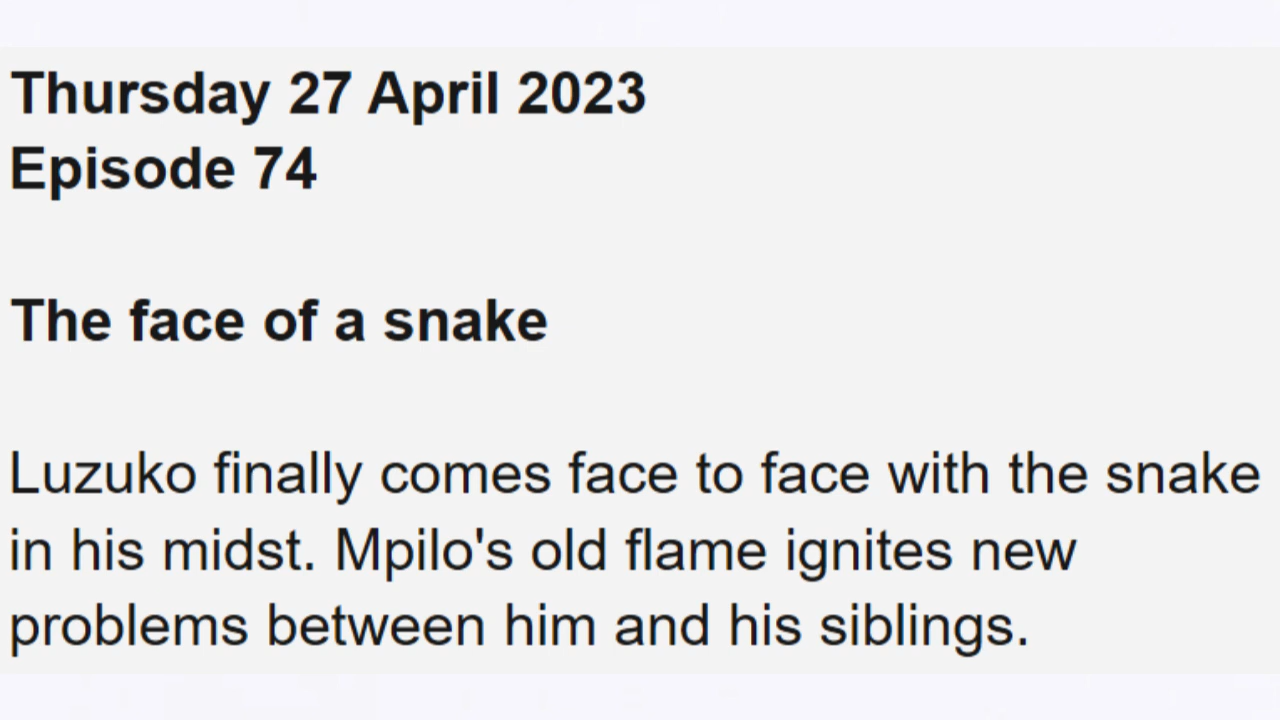 Thursday 27 April 2023
Episode 74
The face of a snake
Luzuko finally comes face to face with the snake
in his midst. Mpilo's old flame ignites new
problems between him and his siblings.